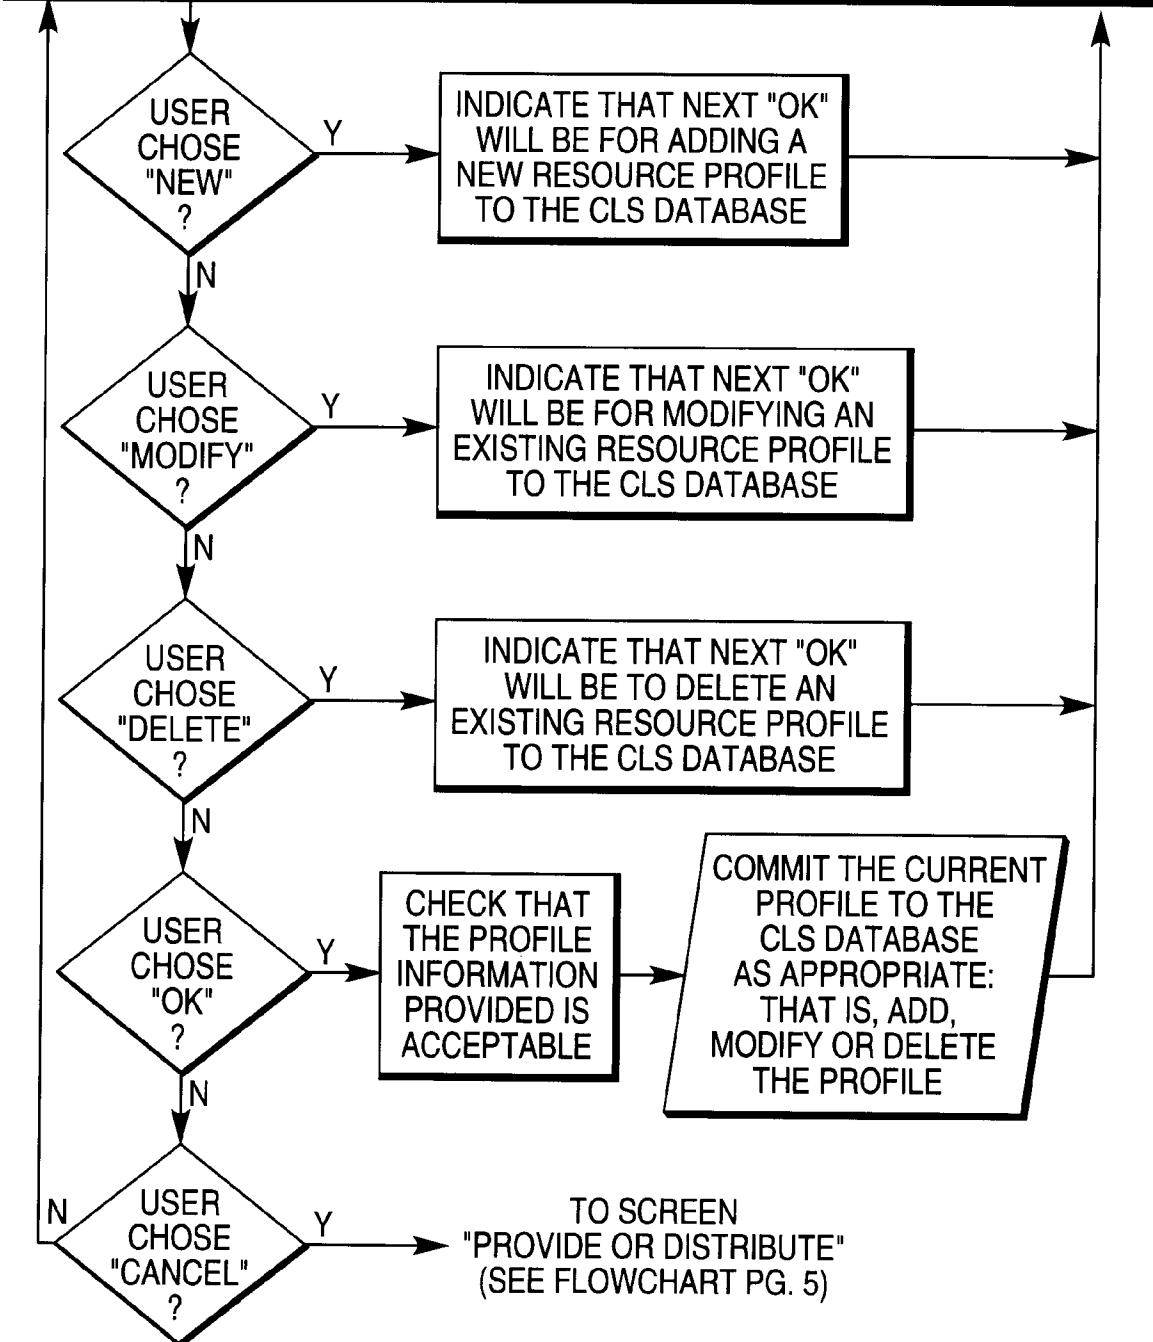 USER
CHOSE
"NEW"
?
Y
INDICATE THAT NEXT "OK"
WILL BE FOR ADDING A
NEW RESOURCE PROFILE
TO THE CLS DATABASE
N
USER
CHOSE
"MODIFY"
?
Y
INDICATE THAT NEXT "OK"
WILL BE FOR MODIFYING AN
EXISTING RESOURCE PROFILE
TO THE CLS DATABASE
N
USER
CHOSE
"DELETE"
?
Y
INDICATE THAT NEXT "OK"
WILL BE TO DELETE AN
EXISTING RESOURCE PROFILE
TO THE CLS DATABASE
N
USER
CHOSE
"OK"
?
Y
CHECK THAT
THE PROFILE
INFORMATION
PROVIDED IS
ACCEPTABLE
COMMIT THE CURRENT
PROFILE TO THE
CLS DATABASE
AS APPROPRIATE:
THAT IS, ADD,
MODIFY OR DELETE
THE PROFILE
N
N
USER
CHOSE
"CANCEL"
?
Y
TO SCREEN
"PROVIDE OR DISTRIBUTE"
(SEE FLOWCHART PG. 5)